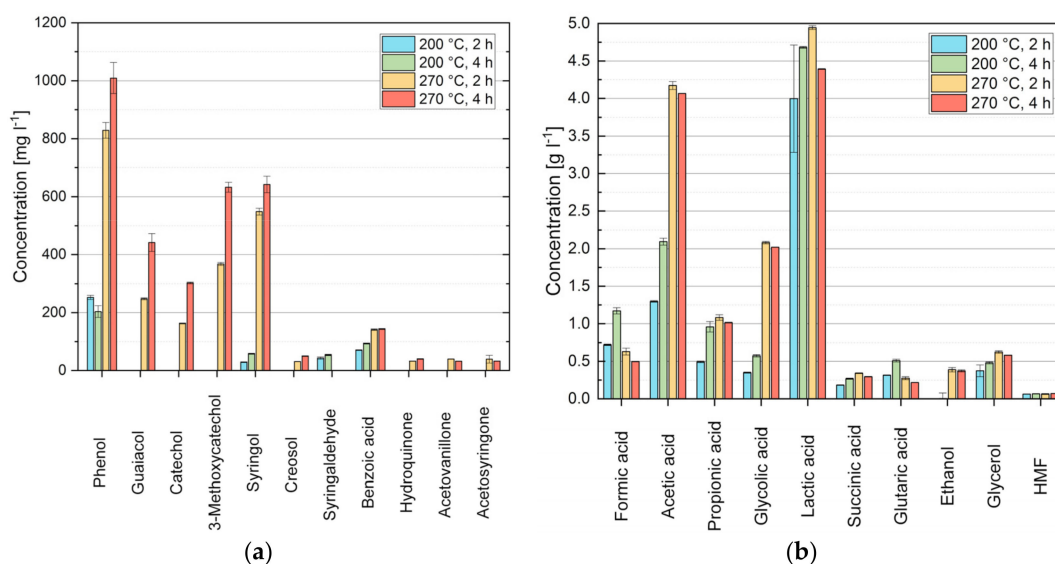 (a)
1200
1000
800
600
400
200
0
Concentration [mg l⁻¹]
200 °C, 2 h
200 °C, 4 h
270 °C, 2 h
270 °C, 4 h
Phenol
Guaiacol
Catechol
3-Methoxycatechol
Syringol
Creosol
Syringaldehyde
Benzoic acid
Hydroquinone
Acetovanillone
Acetosyringone
(a)
(b)
5.0
4.5
4.0
3.5
3.0
2.5
2.0
1.5
1.0
0.5
0.0
Concentration [g l⁻¹]
200 °C, 2 h
200 °C, 4 h
270 °C, 2 h
270 °C, 4 h
Formic acid
Acetic acid
Propionic acid
Glycolic acid
Lactic acid
Succinic acid
Glutaric acid
Ethanol
Glycerol
HMF
(b)